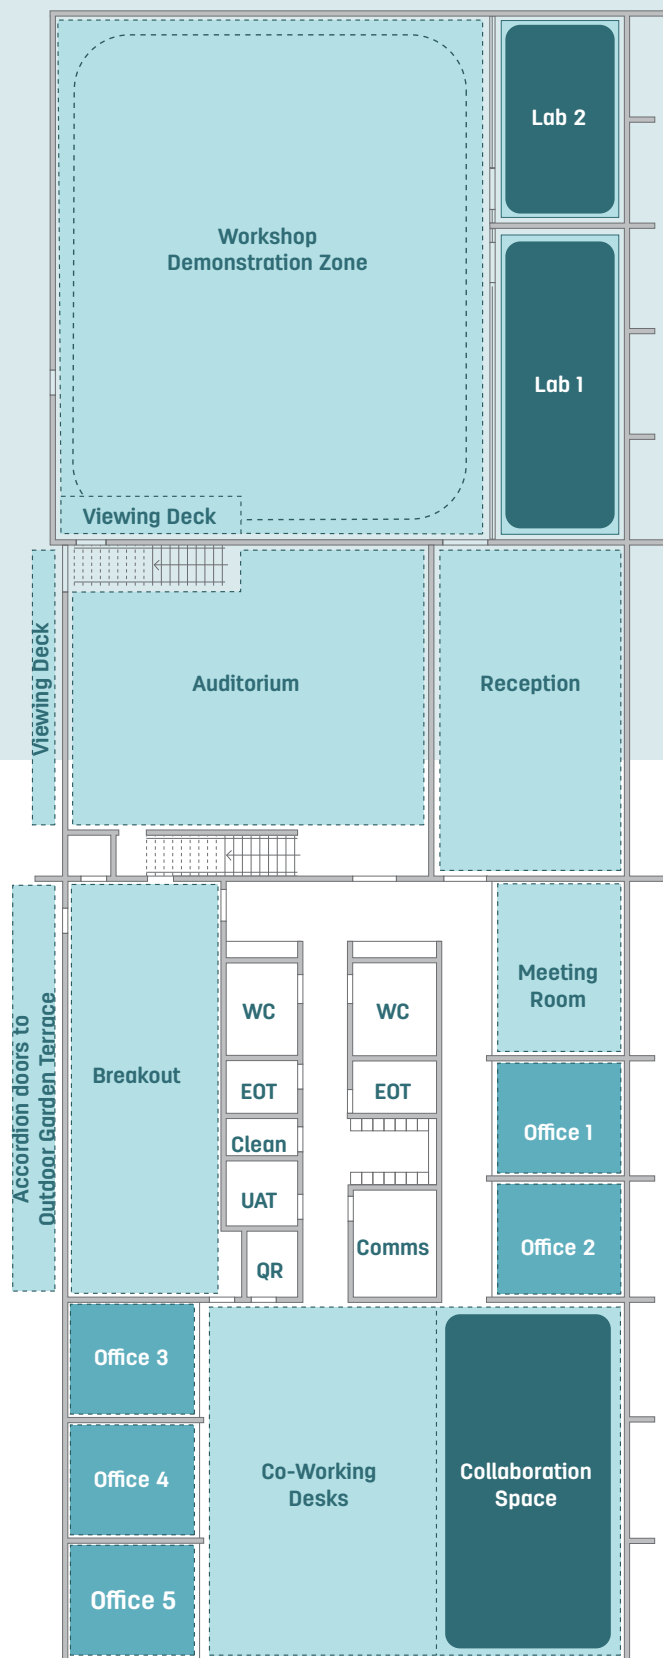 Lab 2
Workshop
Demonstration Zone
Lab 1
Viewing Deck
Viewing Deck
Auditorium
Reception
Accordion doors to
Outdoor Garden Terrace
Breakout
WC
WC
Meeting
Room
EOT
EOT
Clean
Office 1
UAT
Comms
Office 2
QR
Office 3
Office 4
Co-Working
Desks
Collaboration
Space
Office 5